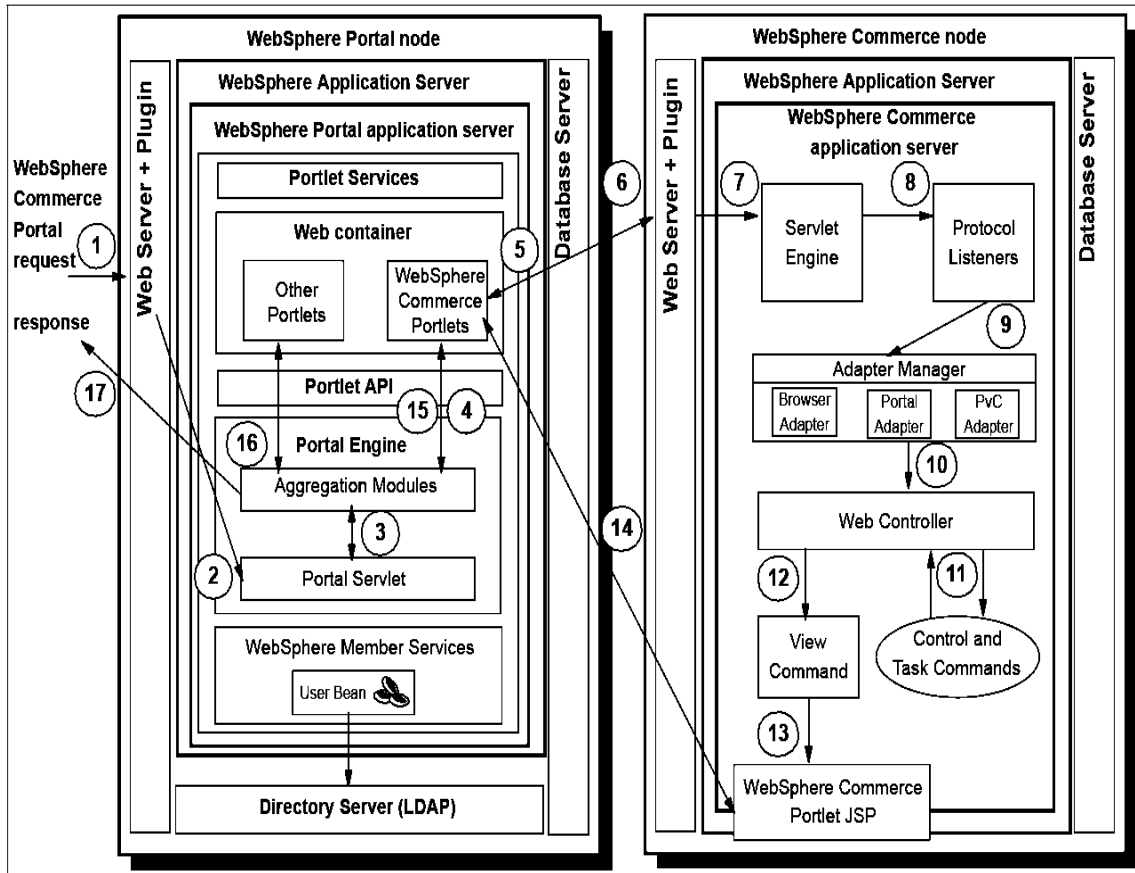 WebSphere Portal node
WebSphere Application Server
WebSphere Portal application server
Web Server + Plugin
Database Server
WebSphere
Commerce
Portal
request
1
response
17
Portlet Services
Web container
Other
Portlets
WebSphere
Commerce
Portlets
5
6
Portlet API
15
4
16
Portal Engine
Aggregation Modules
3
2
Portal Servlet
WebSphere Member Services
User Bean
Directory Server (LDAP)
14
WebSphere Commerce node
WebSphere Application Server
WebSphere Commerce
application server
Web Server + Plugin
Database Server
7
8
Servlet
Engine
Protocol
Listeners
9
Adapter Manager
Browser
Adapter
Portal
Adapter
PvC
Adapter
10
Web Controller
12
11
View
Command
Control and
Task Commands
13
WebSphere Commerce
Portlet JSP